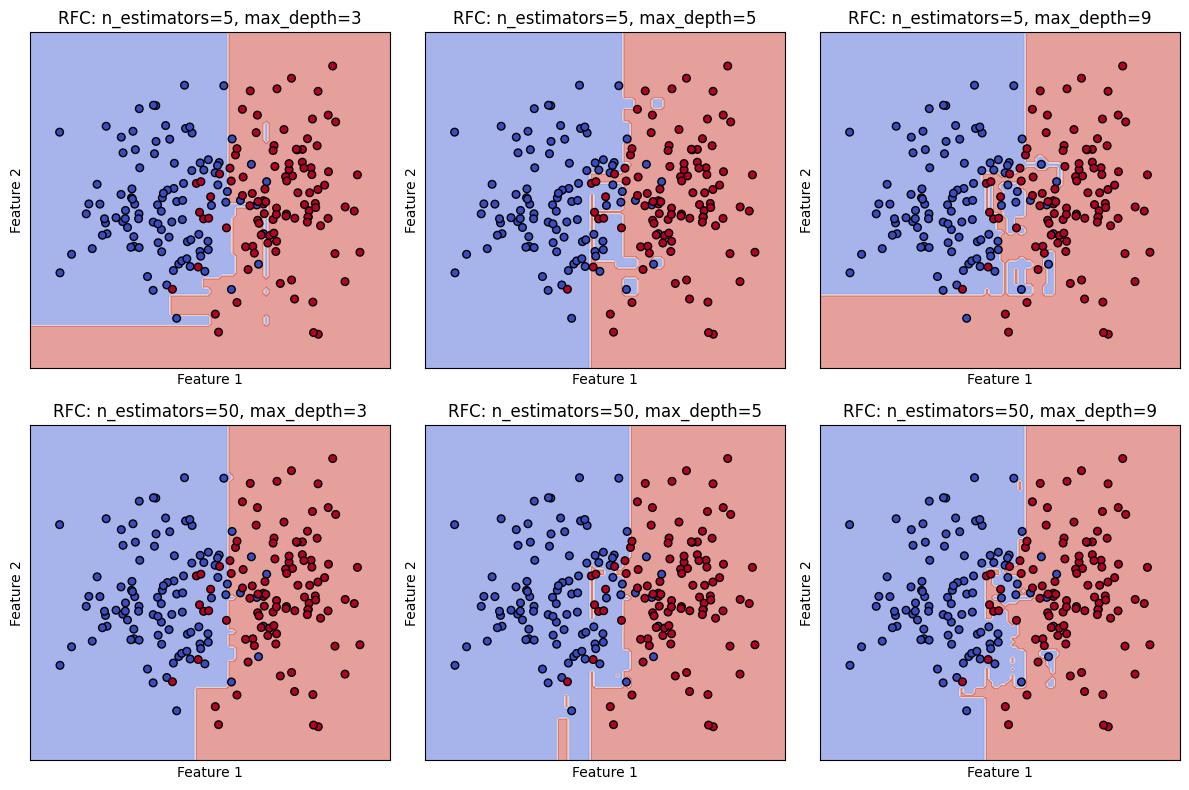 RFC: n_estimators=5, max_depth=3
RFC: n_estimators=5, max_depth=5
RFC: n_estimators=5, max_depth=9
Feature 2
Feature 2
Feature 2
Feature 1
Feature 1
Feature 1
RFC: n_estimators=50, max_depth=3
RFC: n_estimators=50, max_depth=5
RFC: n_estimators=50, max_depth=9
Feature 2
Feature 2
Feature 2
Feature 1
Feature 1
Feature 1